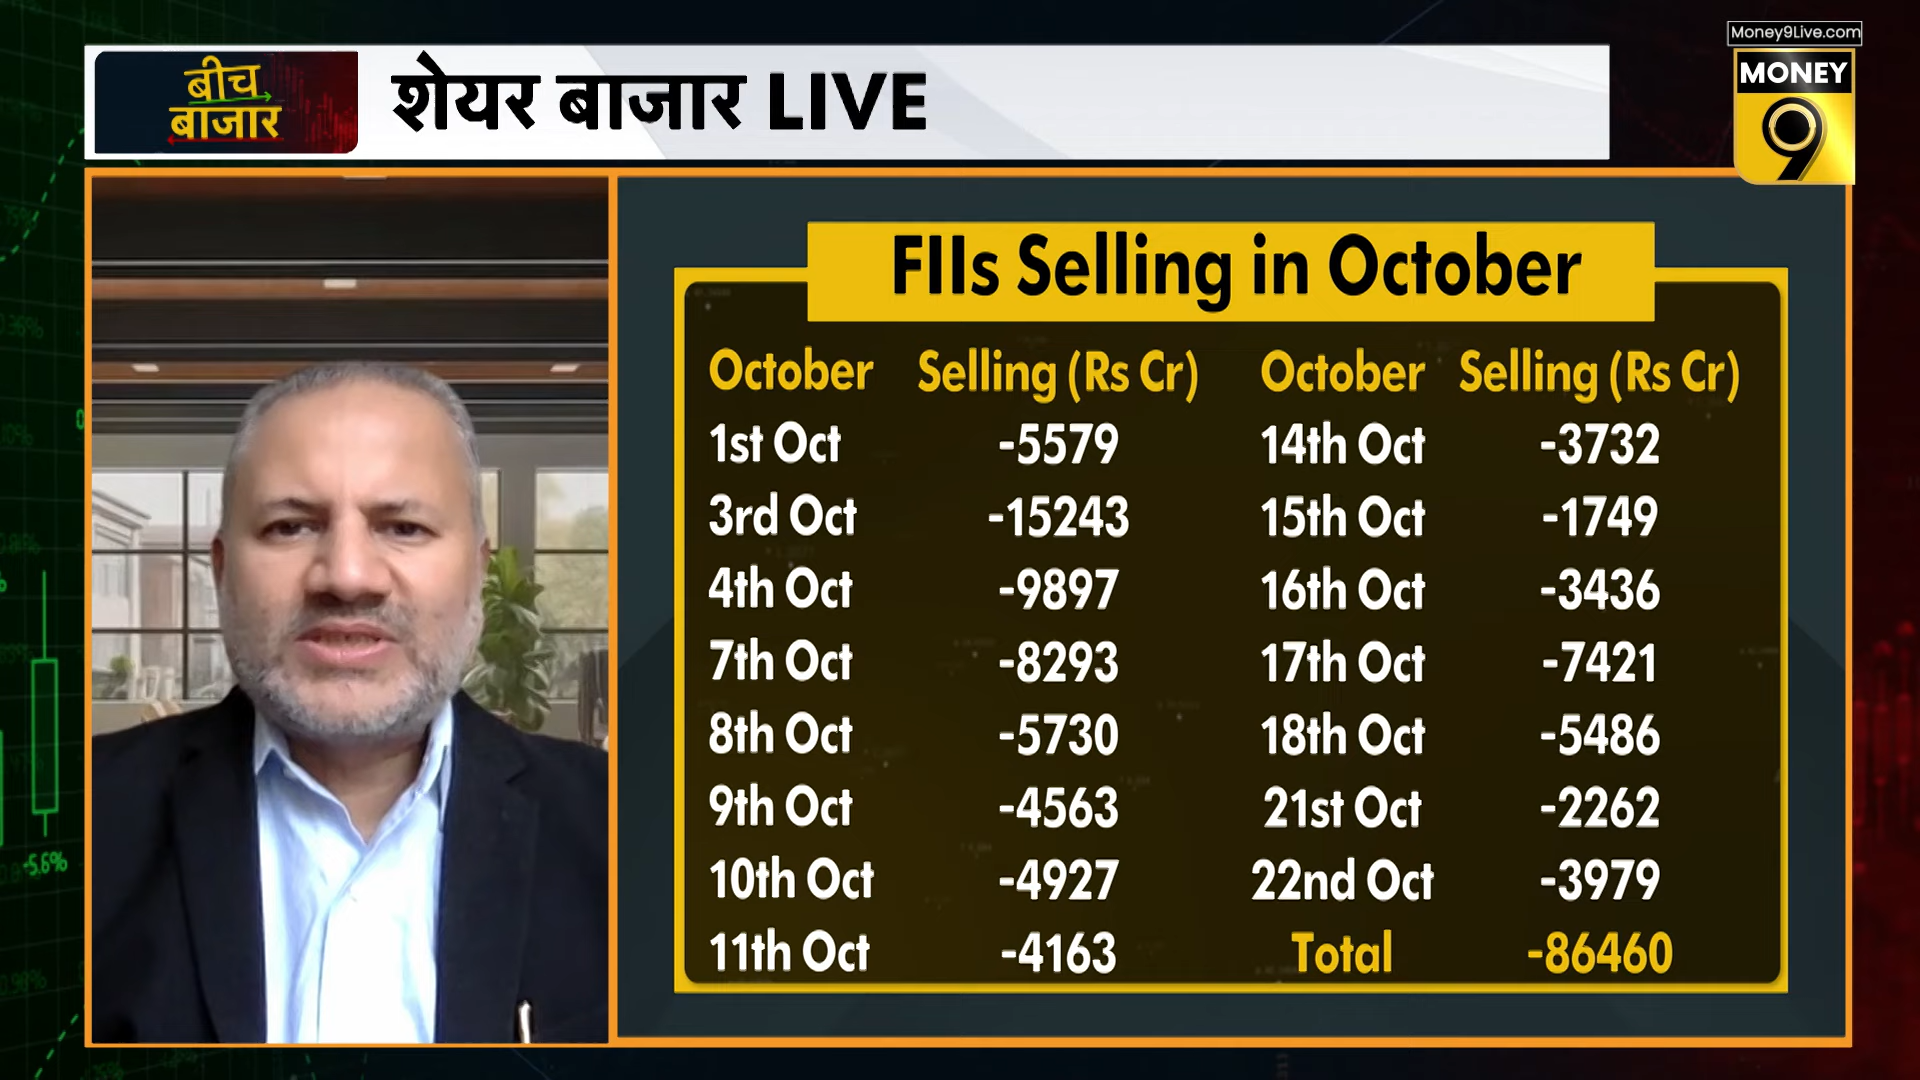 Money9Live.com
MONEY
9
बीच
बाजार
शेयर बाजार LIVE
FIIs Selling in October
October Selling (Rs Cr) October Selling (Rs Cr)
1st Oct -5579 14th Oct -3732
3rd Oct -15243 15th Oct -1749
4th Oct -9897 16th Oct -3436
7th Oct -8293 17th Oct -7421
8th Oct -5730 18th Oct -5486
9th Oct -4563 21st Oct -2262
10th Oct -4927 22nd Oct -3979
11th Oct -4163 Total -86460
-5.6%